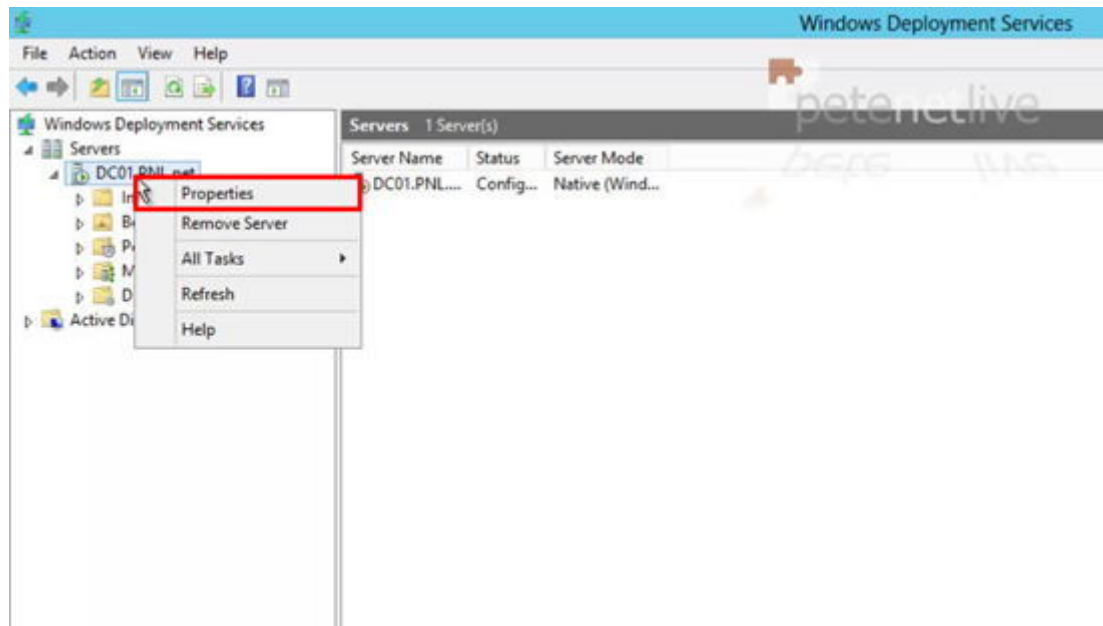 Windows Deployment Services
File Action View Help
petenetlive
Windows Deployment Services
Servers
DC01.PNL.net
In
B
P
M
D
Active Di
Properties
Remove Server
All Tasks
Refresh
Help
Servers 1 Server(s)
Server Name Status Server Mode
DC01.PNL.... Config... Native (Wind...